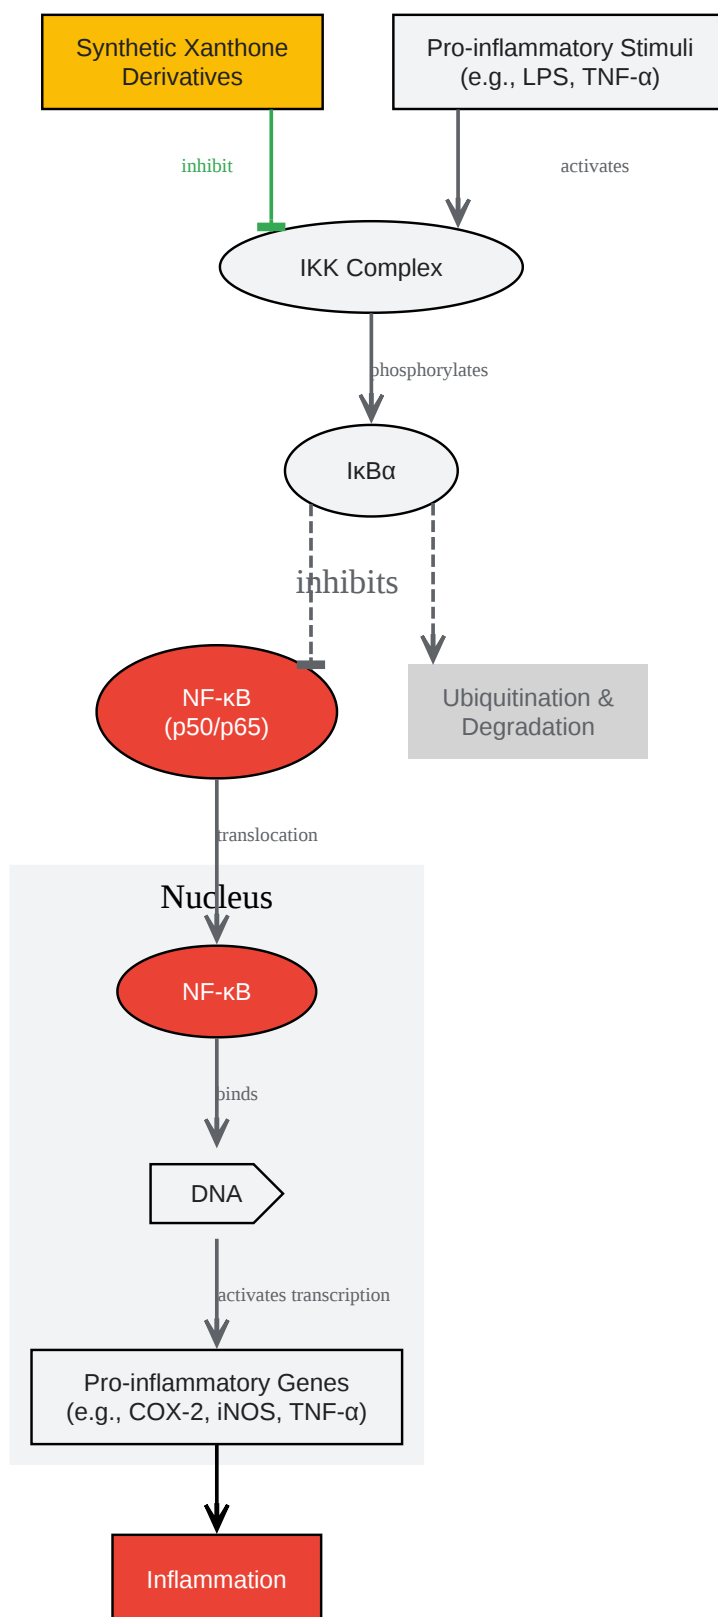 Synthetic Xanthone
Derivatives
Pro-inflammatory Stimuli
(e.g., LPS, TNF-α)
inhibit
activates
IKK Complex
phosphorylates
IκBα
inhibits
NF-κB
(p50/p65)
Ubiquitination &
Degradation
translocation
Nucleus
NF-κB
binds
DNA
activates transcription
Pro-inflammatory Genes
(e.g., COX-2, iNOS, TNF-α)
Inflammation